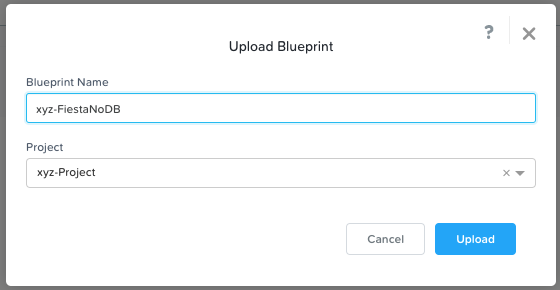 ?
Upload Blueprint
Blueprint Name
xyz-FiestaNoDB
Project
xyz-Project
Cancel Upload